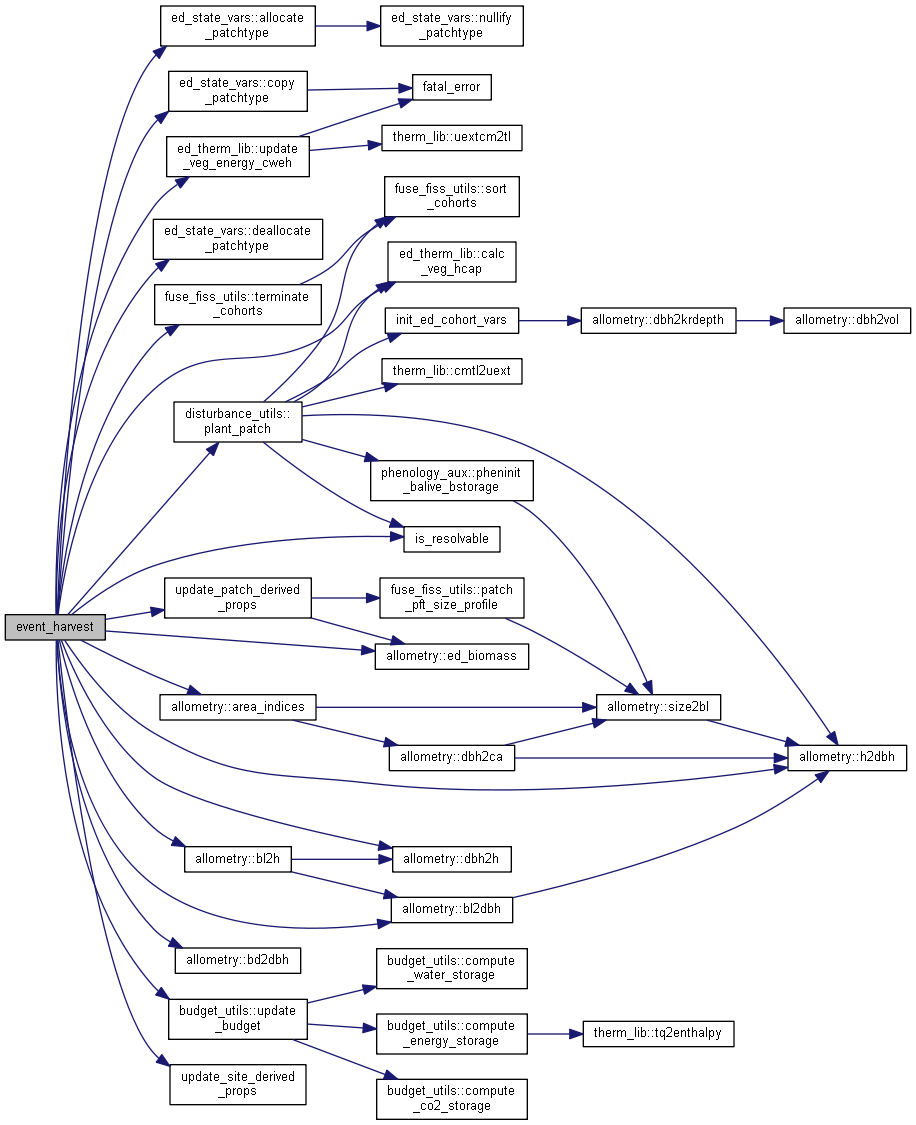 ed_state_vars::allocate
_patchtype
ed_state_vars::nullify
_patchtype
ed_state_vars::copy
_patchtype
fatal_error
ed_therm_lib::update
_veg_energy_cweh
therm_lib::uextcm2tl
fuse_fiss_utils::sort
_cohorts
ed_state_vars::deallocate
_patchtype
ed_therm_lib::calc
_veg_hcap
fuse_fiss_utils::terminate
_cohorts
init_ed_cohort_vars
allometry::dbh2krdepth
allometry::dbh2vol
therm_lib::cmtl2uext
disturbance_utils::
plant_patch
phenology_aux::pheninit
_balive_bstorage
is_resolvable
update_patch_derived
_props
fuse_fiss_utils::patch
_pft_size_profile
event_harvest
allometry::ed_biomass
allometry::area_indices
allometry::size2bl
allometry::dbh2ca
allometry::h2dbh
allometry::bl2h
allometry::dbh2h
allometry::bl2dbh
allometry::bd2dbh
budget_utils::compute
_water_storage
budget_utils::update
_budget
budget_utils::compute
_energy_storage
therm_lib::tq2enthalpy
update_site_derived
_props
budget_utils::compute
_co2_storage